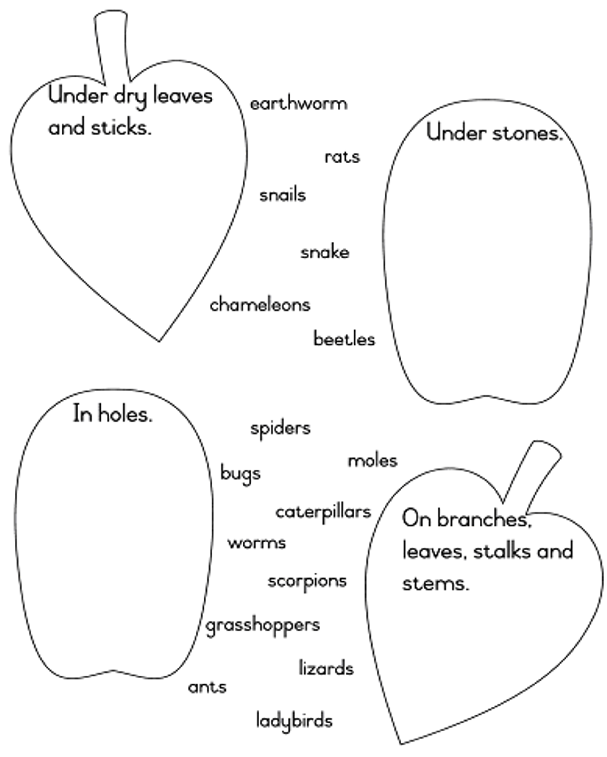 Under dry leaves
and sticks.
earthworm
Under stones.
rats
snails
snake
chameleons
beetles
In holes.
spiders
moles
bugs
caterpillars
On branches,
leaves, stalks and
stems.
worms
scorpions
grasshoppers
lizards
ants
ladybirds